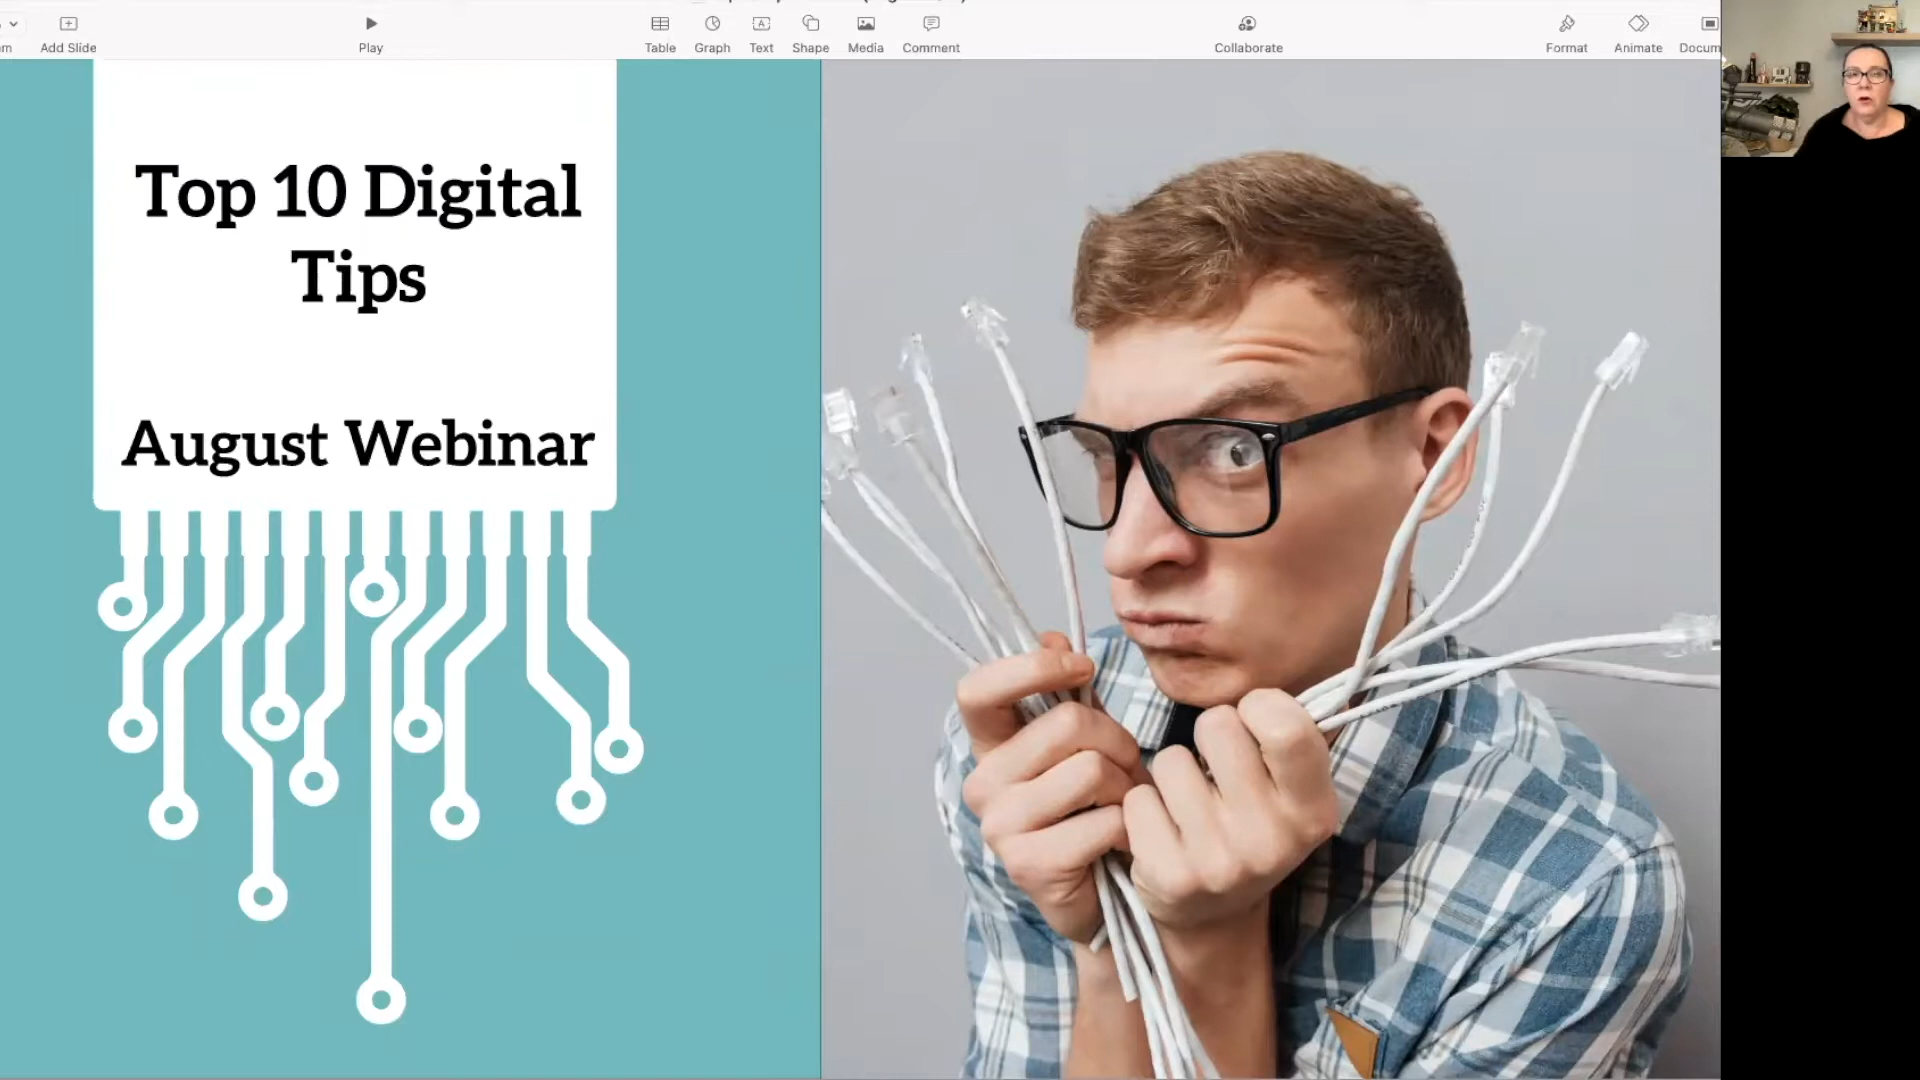 Add Slide
Play
Table
Graph
Text
Shape
Media
Comment
Collaborate
Format
Animate
Top 10 Digital
Tips
August Webinar